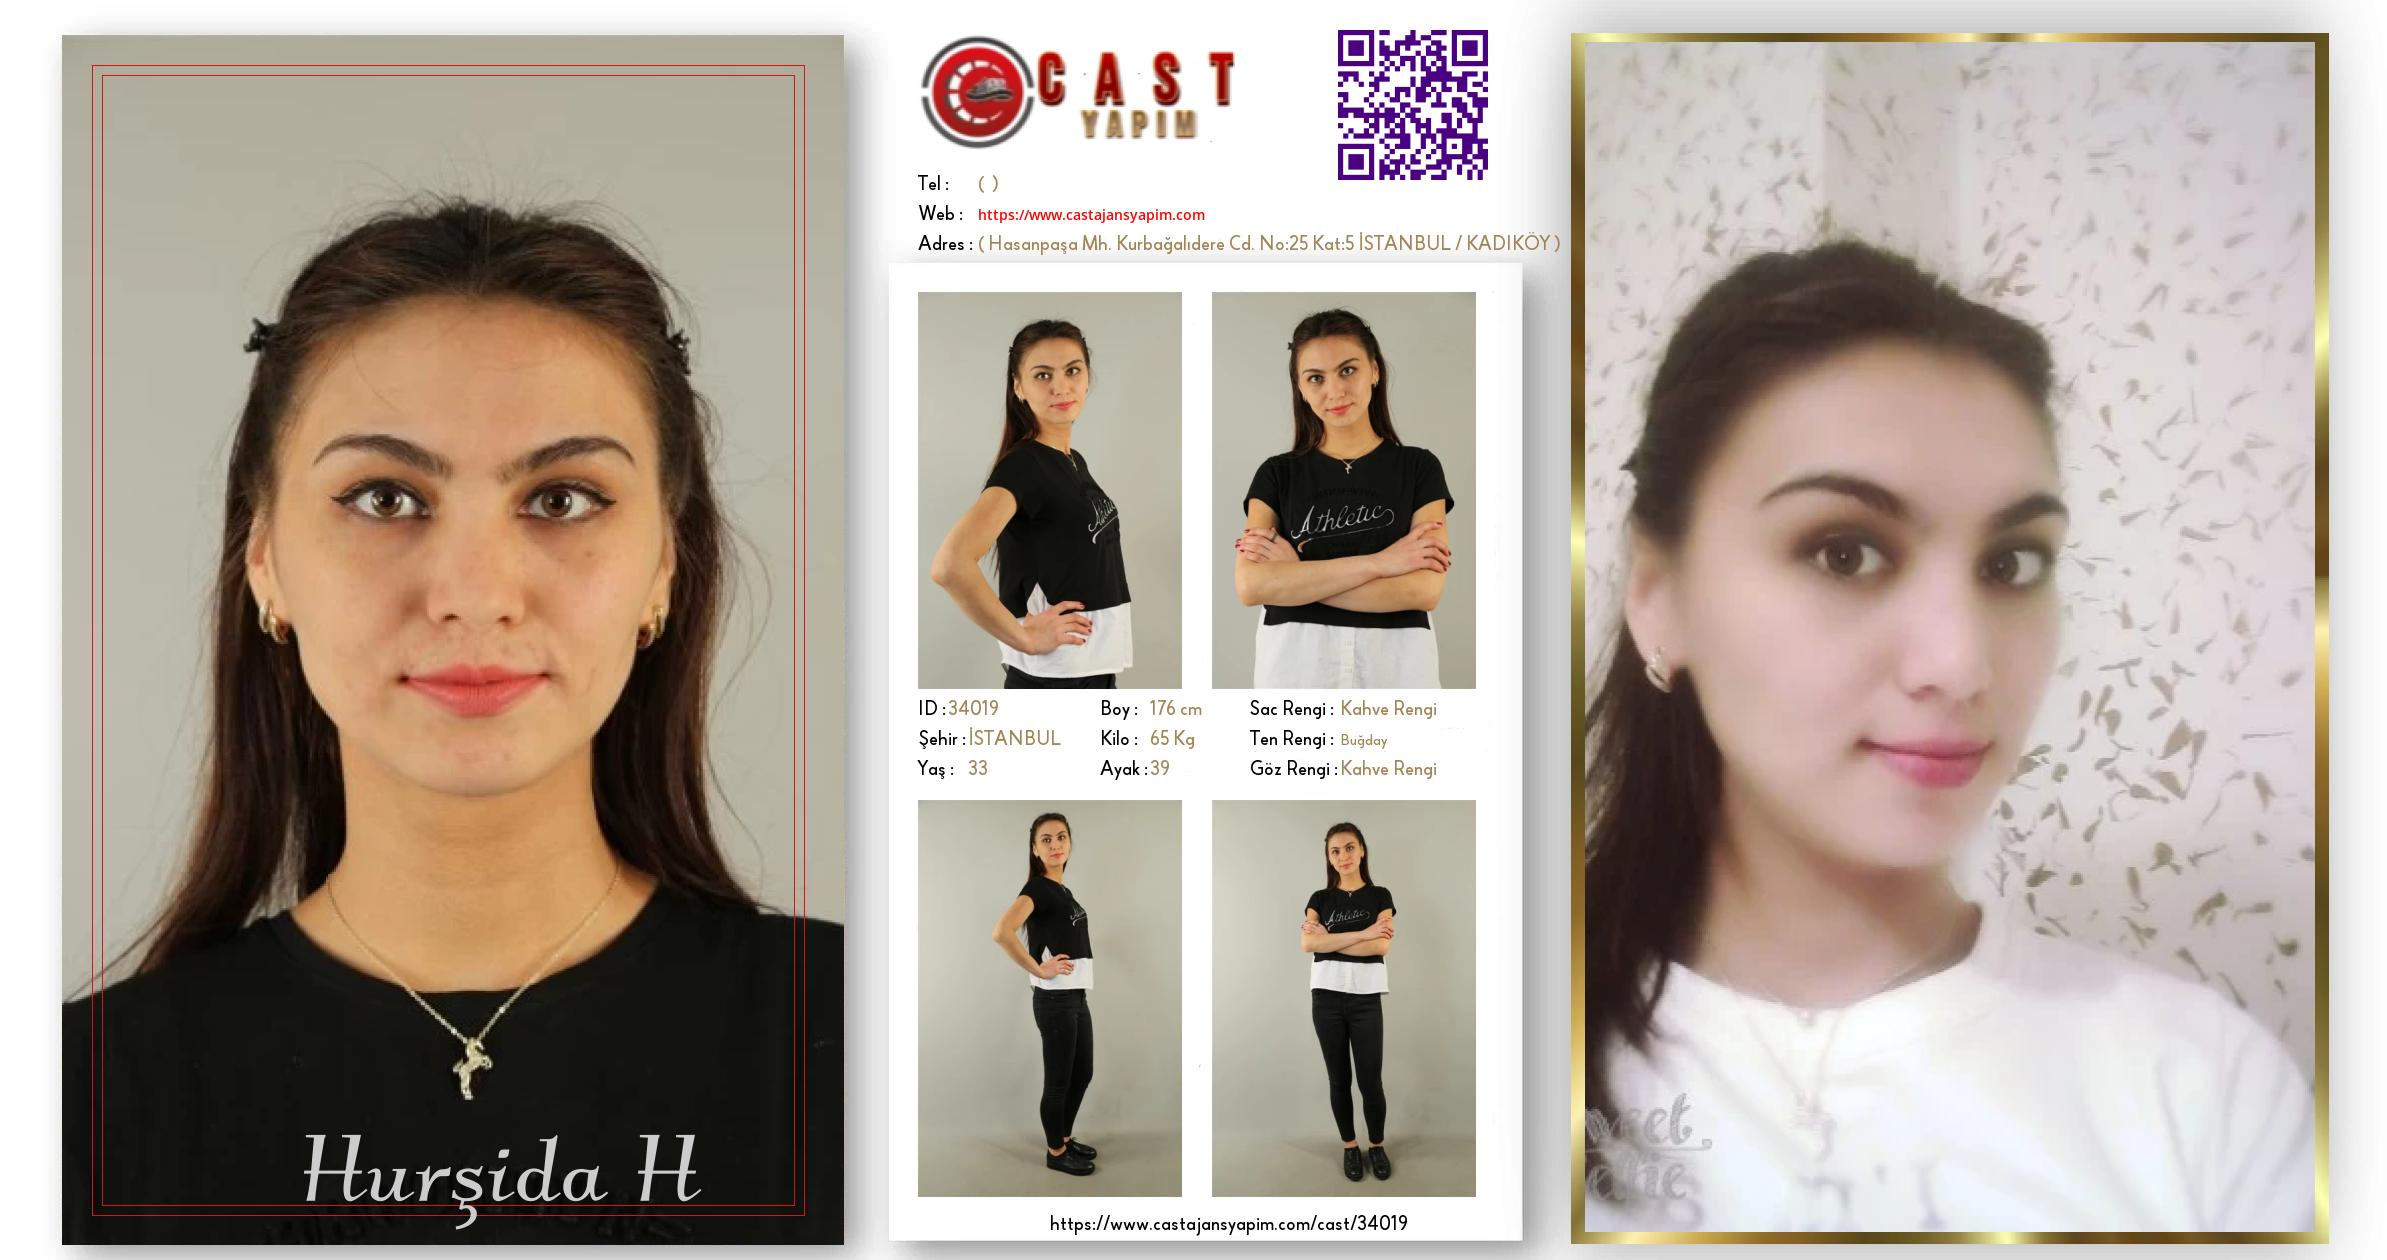 Hurşida H
CAST
YAPIM
Tel : ( )
Web : https://www.castajansyapim.com
Adres : ( Hasanpaşa Mh. Kurbağalıdere Cd. No:25 Kat:5 İSTANBUL / KADIKÖY )
Athletic
ID : 34019 Boy : 176 cm Sac Rengi : Kahve Rengi
Şehir : İSTANBUL Kilo : 65 Kg Ten Rengi : Buğday
Yaş : 33 Ayak : 39 Göz Rengi : Kahve Rengi
Athletic
https://www.castajansyapim.com/cast/34019